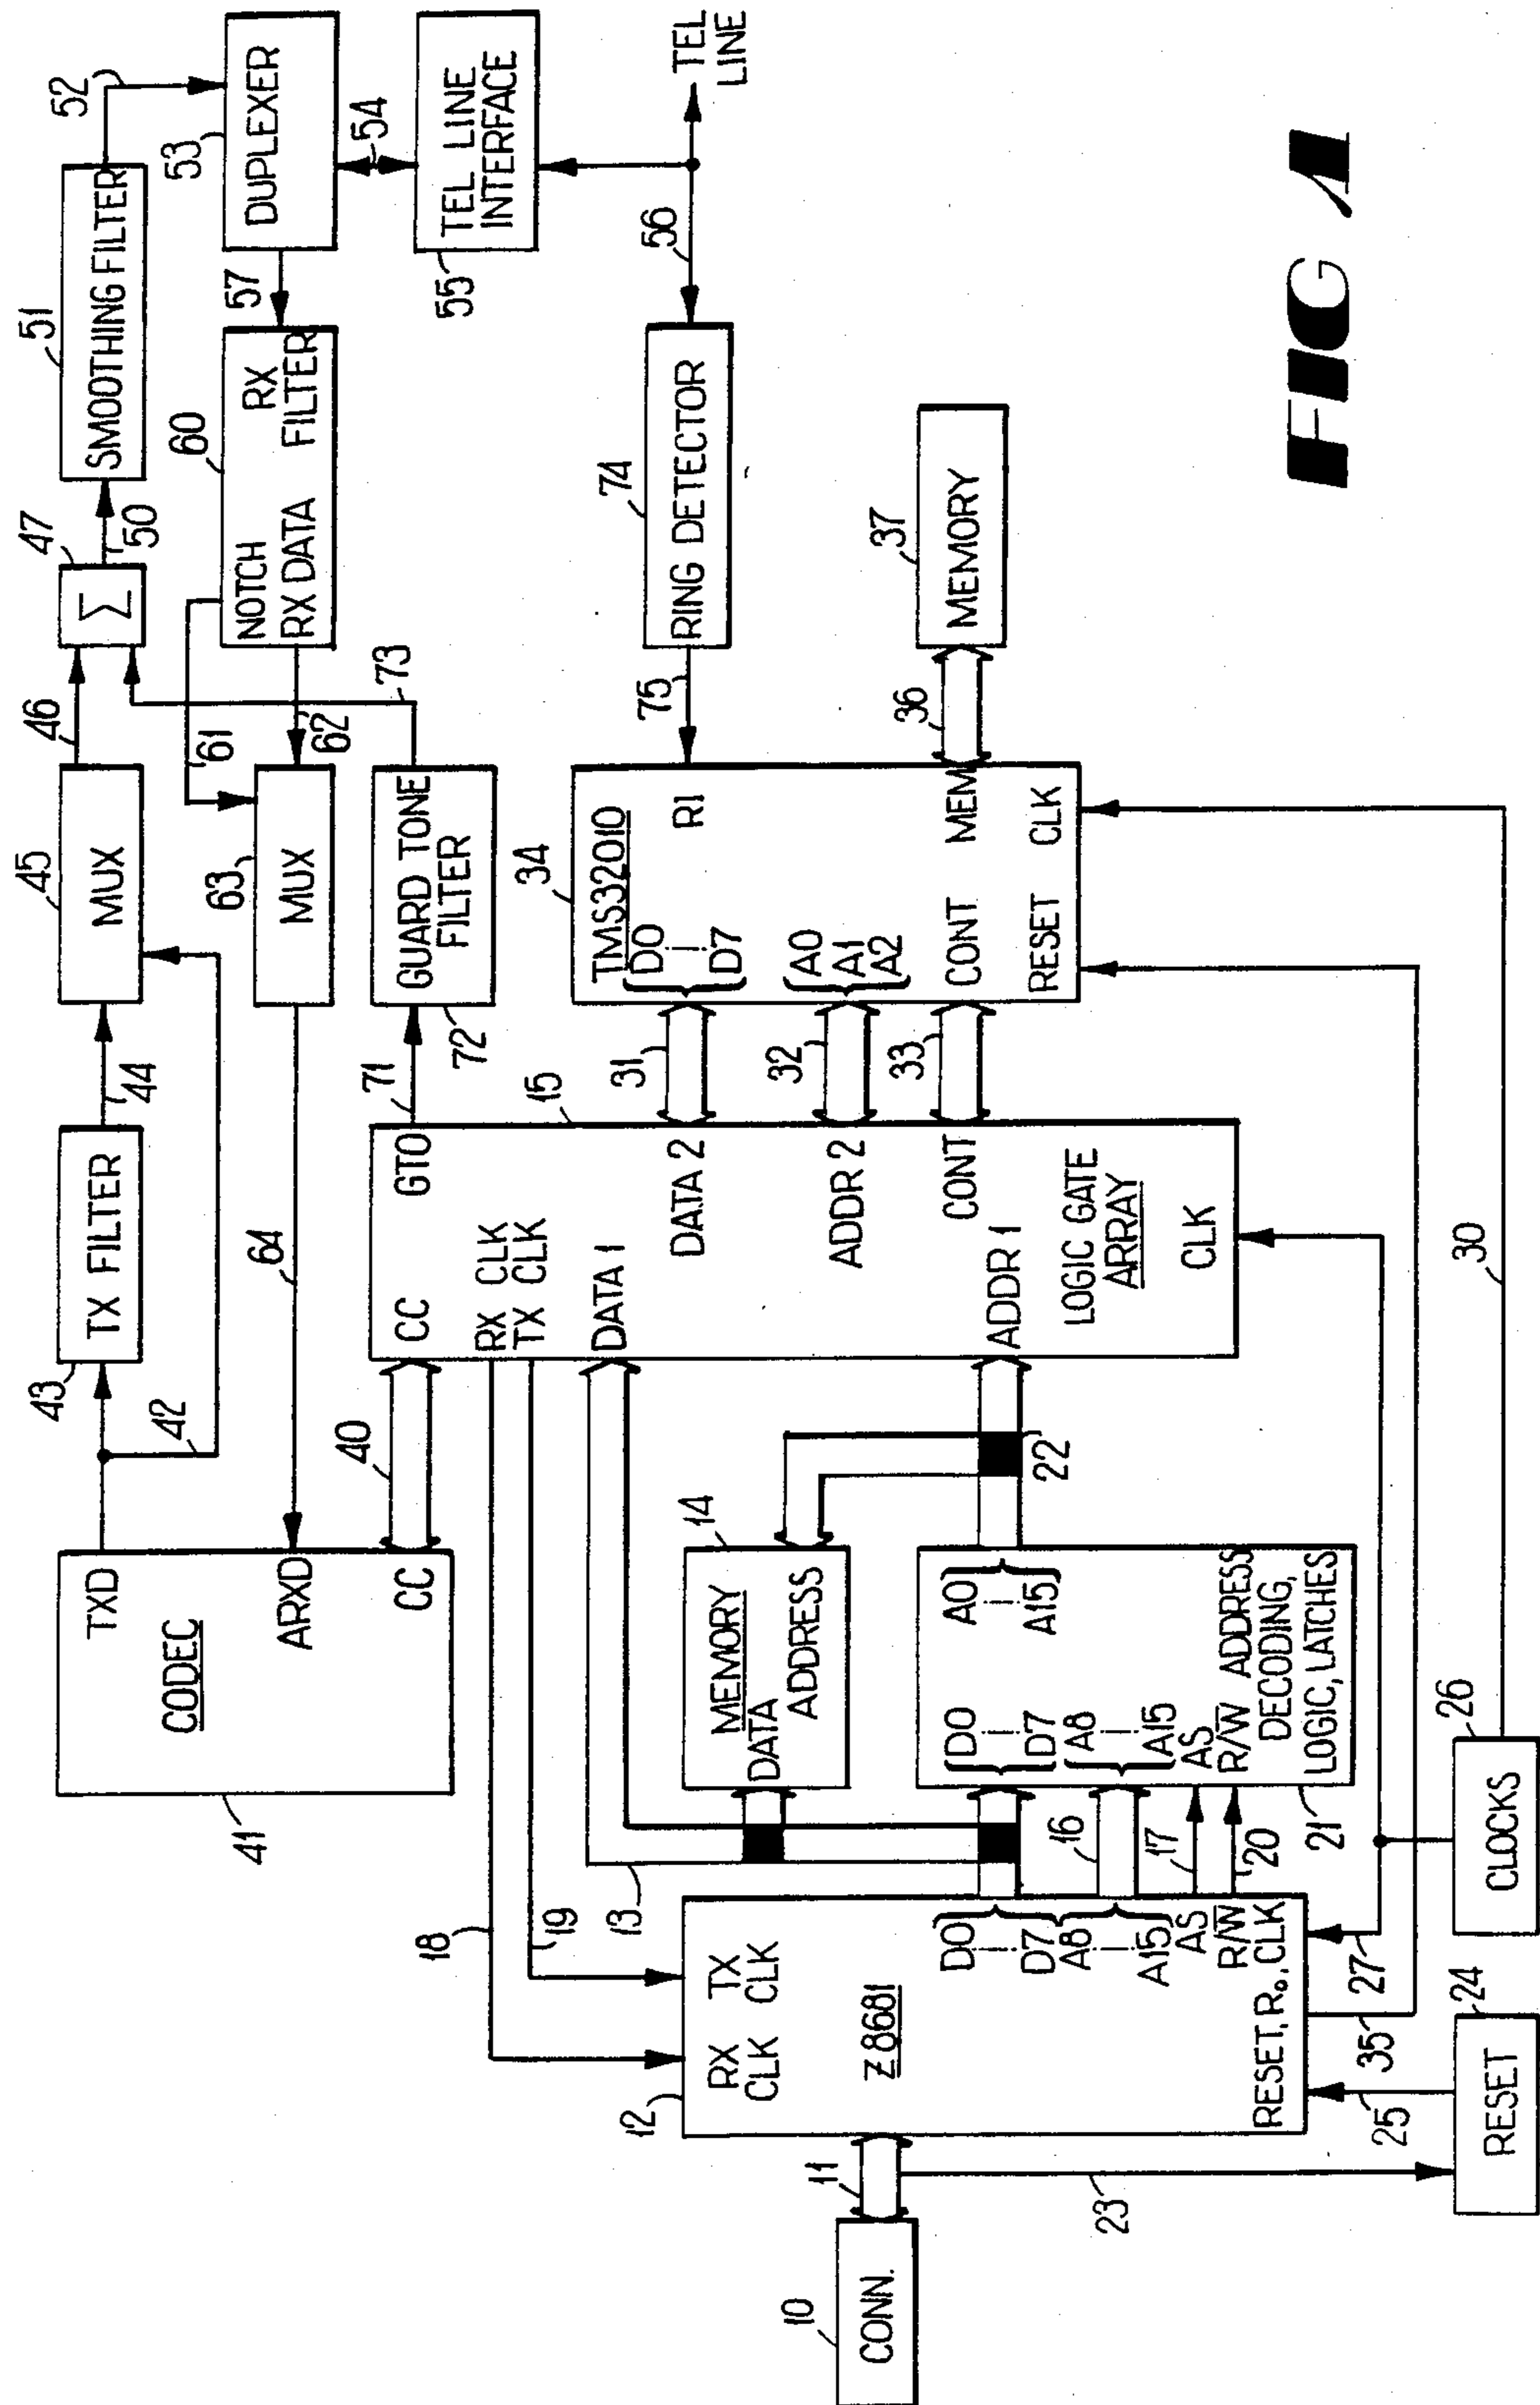 52
51
SMOOTHING FILTER
53
DUPLEXER
47
Σ
50
57
54
60
NOTCH RX
RX DATA FILTER
55
TEL LINE
INTERFACE
TEL
LINE
56
45
MUX
46
61
62
73
63
MUX
74
RING DETECTOR
75
43
TX FILTER
44
42
64
GUARD TONE
FILTER
72
71
34
TMS32010
D0
D7
RI
A0
A1
A2
CONT MEM
RESET CLK
36
37
MEMORY
31
32
33
41
CODEC
TXD
ARXD
CC
40
15
CC GTO
RX CLK
TX CLK
DATA 1
DATA 2
ADDR 2
CONT
ADDR 1
LOGIC GATE
ARRAY
CLK
18
19
13
14
MEMORY
DATA
ADDRESS
22
12
RX TX
CLK CLK
Z8681
D0
D7
A8
A15
AS
R/W̅
RESET, R₀, CLK
16
17
20
21
D0
D7
A8
A15
AS
R/W̅ ADDRESS
DECODING,
LOGIC, LATCHES
A0
A15
10
CONN.
11
23
24
RESET
25
35
27
26
CLOCKS
30
FIG A